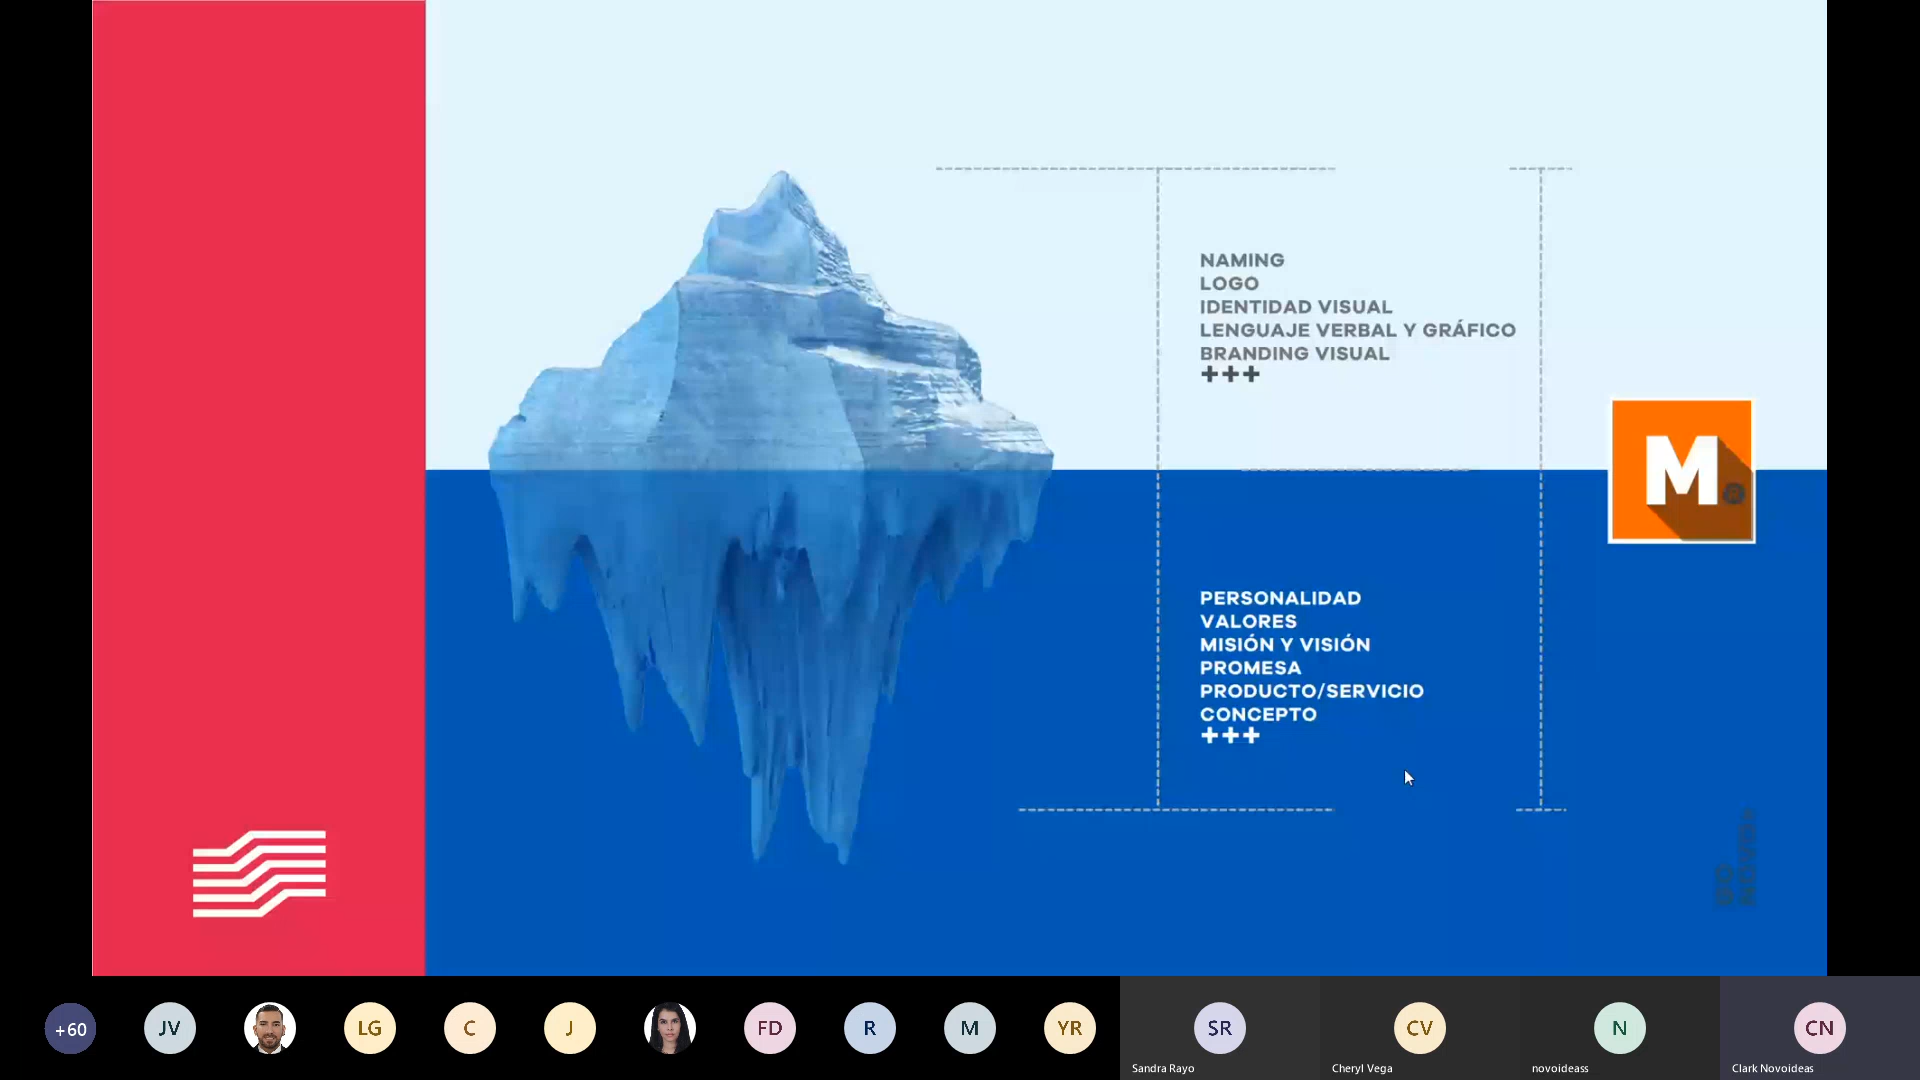 NAMING
LOGO
IDENTIDAD VISUAL
LENGUAJE VERBAL Y GRÁFICO
BRANDING VISUAL
+++
M.
PERSONALIDAD
VALORES
MISIÓN Y VISIÓN
PROMESA
PRODUCTO/SERVICIO
CONCEPTO
+++
+60
JV
LG
C
J
FD
R
M
YR
SR
CV
N
CN
Sandra Rayo
Cheryl Vega
novoideass
Clark Novoideas